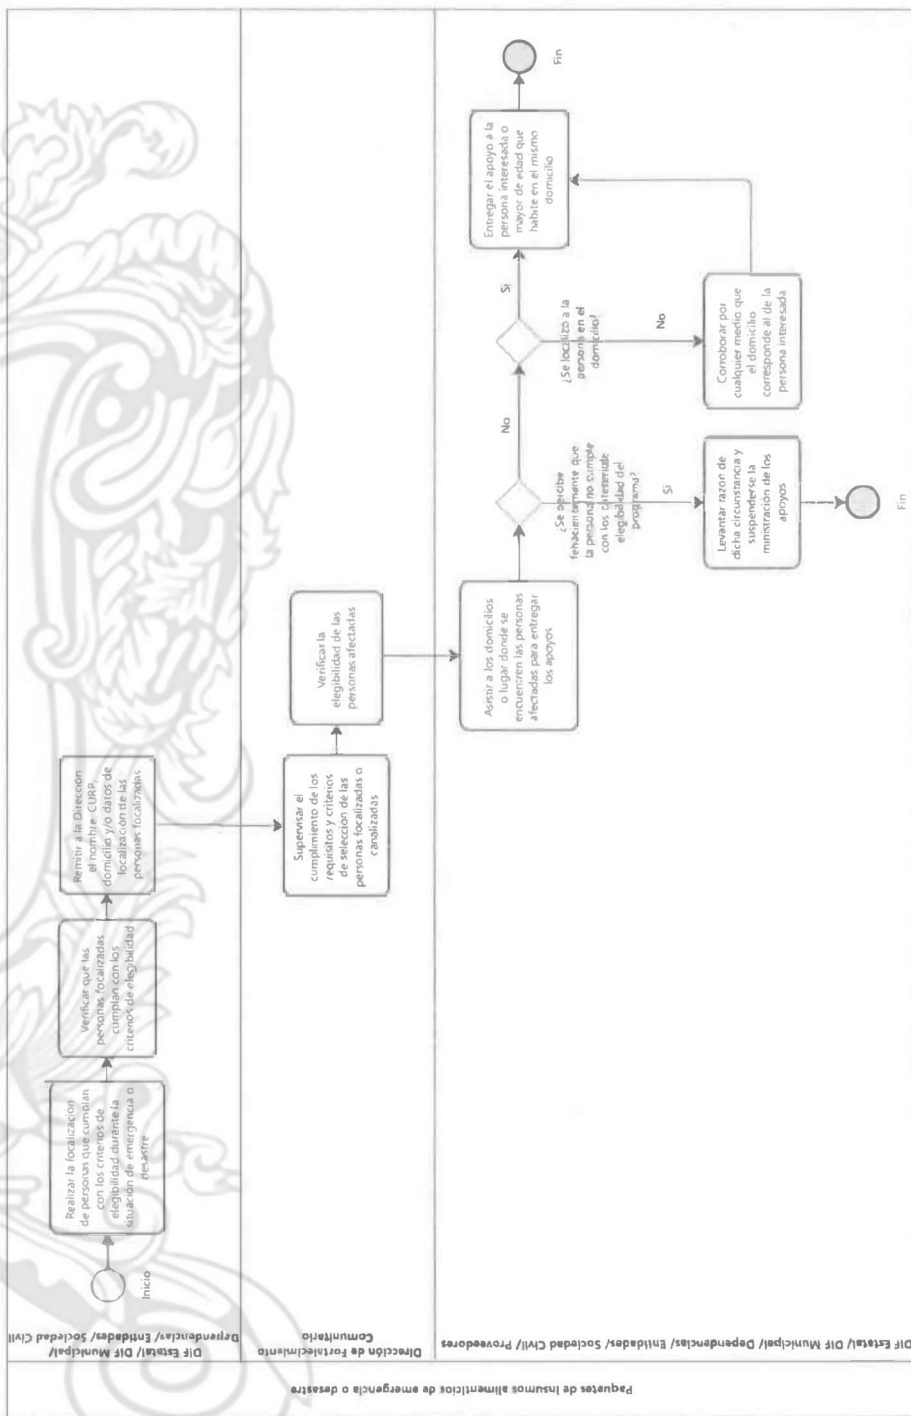 Paquetes de Insumos alimenticios de emergencia o desastre
DIF Estatal/ DIF Municipal/
Dependencias/ Entidades/ Sociedad Civil
Inicio
Realizar la focalizacion
de personas que cumplan
con los criterios de
elegibilidad durante la
situación de emergencia o
desastre
Verificar que las
personas focalizadas
cumplan con los
criterios de elegibilidad
Remitir a la Dirección
el nombre, CURP,
domicilio y/o datos de
localización de las
personas focalizadas
Dirección de Fortalecimiento
Comunitario
Supervisar el
cumplimiento de los
requisitos y criterios
de selección de las
personas focalizadas o
canalizadas
Verificar la
elegibilidad de las
personas afectadas
DIF Estatal/ DIF Municipal/ Dependencias/ Entidades/ Sociedad Civil/ Proveedores
Asistir a los domicilios
o lugar donde se
encuentren las personas
afectadas para entregar
los apoyos
¿Se percibe
fehacientemente que
la persona no cumple
con los criterios de
elegibilidad del
programa?
Si
Levantar razon de
dicha circunstancia y
suspenderse la
ministración de los
apoyos
Fin
No
¿Se localizo a la
persona en el
domicilio?
No
Corroborar por
cualquier medio que
el domicilio
corresponde al de la
persona interesada
Si
Entregar el apoyo a la
persona interesada o
mayor de edad que
habite en el mismo
domicilio
Fin